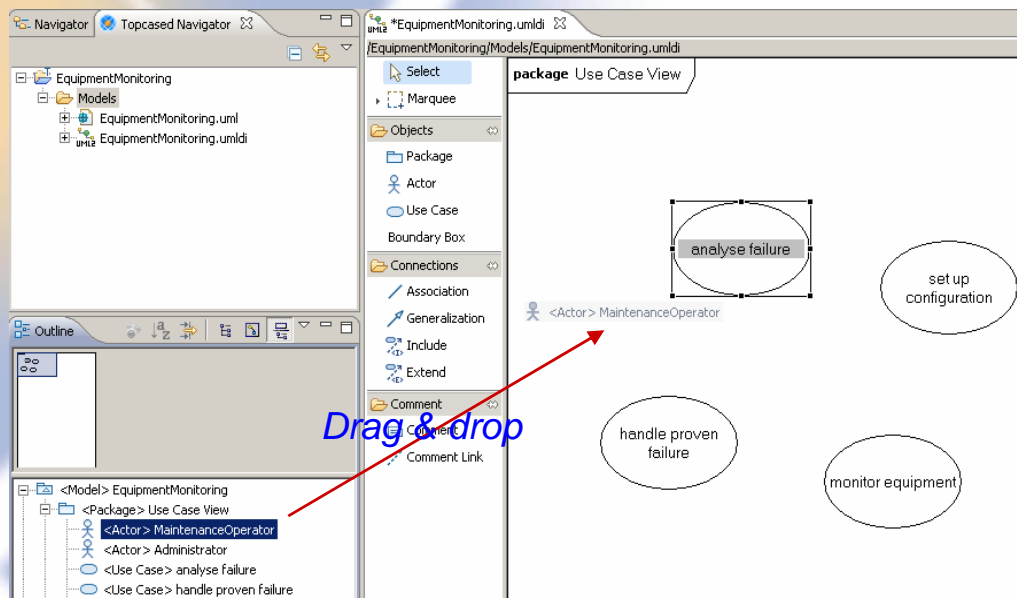 Navigator
Topcased Navigator
EquipmentMonitoring
Models
EquipmentMonitoring.uml
EquipmentMonitoring.umldi
Outline
<Model> EquipmentMonitoring
<Package> Use Case View
<Actor> MaintenanceOperator
<Actor> Administrator
<Use Case> analyse failure
<Use Case> handle proven failure
*EquipmentMonitoring.umldi
/EquipmentMonitoring/Models/EquipmentMonitoring.umldi
Select
Marquee
Objects
Package
Actor
Use Case
Boundary Box
Connections
Association
Generalization
Include
Extend
Comment
Comment
Comment Link
Drag & drop
package Use Case View
analyse failure
set up
configuration
<Actor> MaintenanceOperator
handle proven
failure
monitor equipment